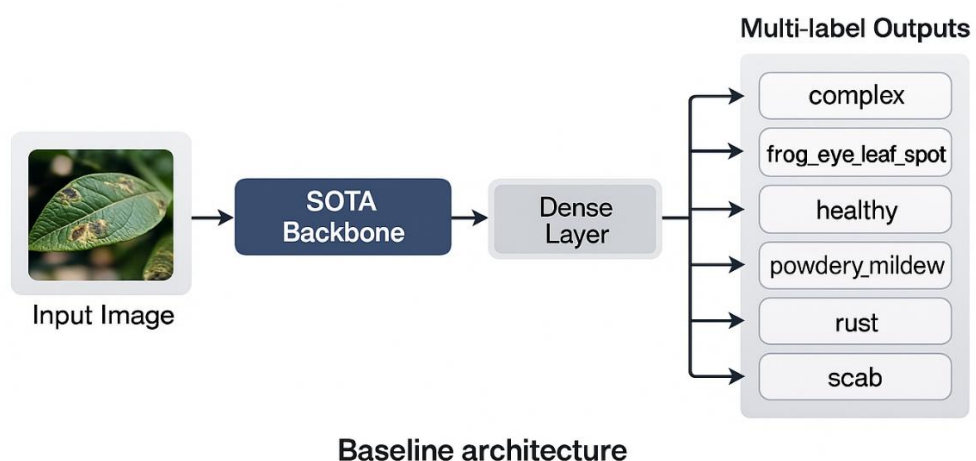 Multi-label Outputs
complex
frog_eye_leaf_spot
healthy
powdery_mildew
rust
scab
SOTA
Backbone
Dense
Layer
Input Image
Baseline architecture